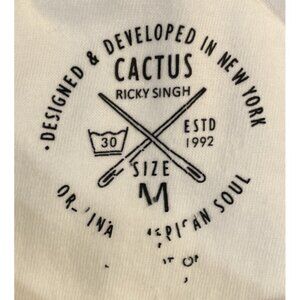 • DESIGNED & DEVELOPED IN NEW YORK
CACTUS
RICKY SINGH
30
ESTD
1992
SIZE
M
SOUL